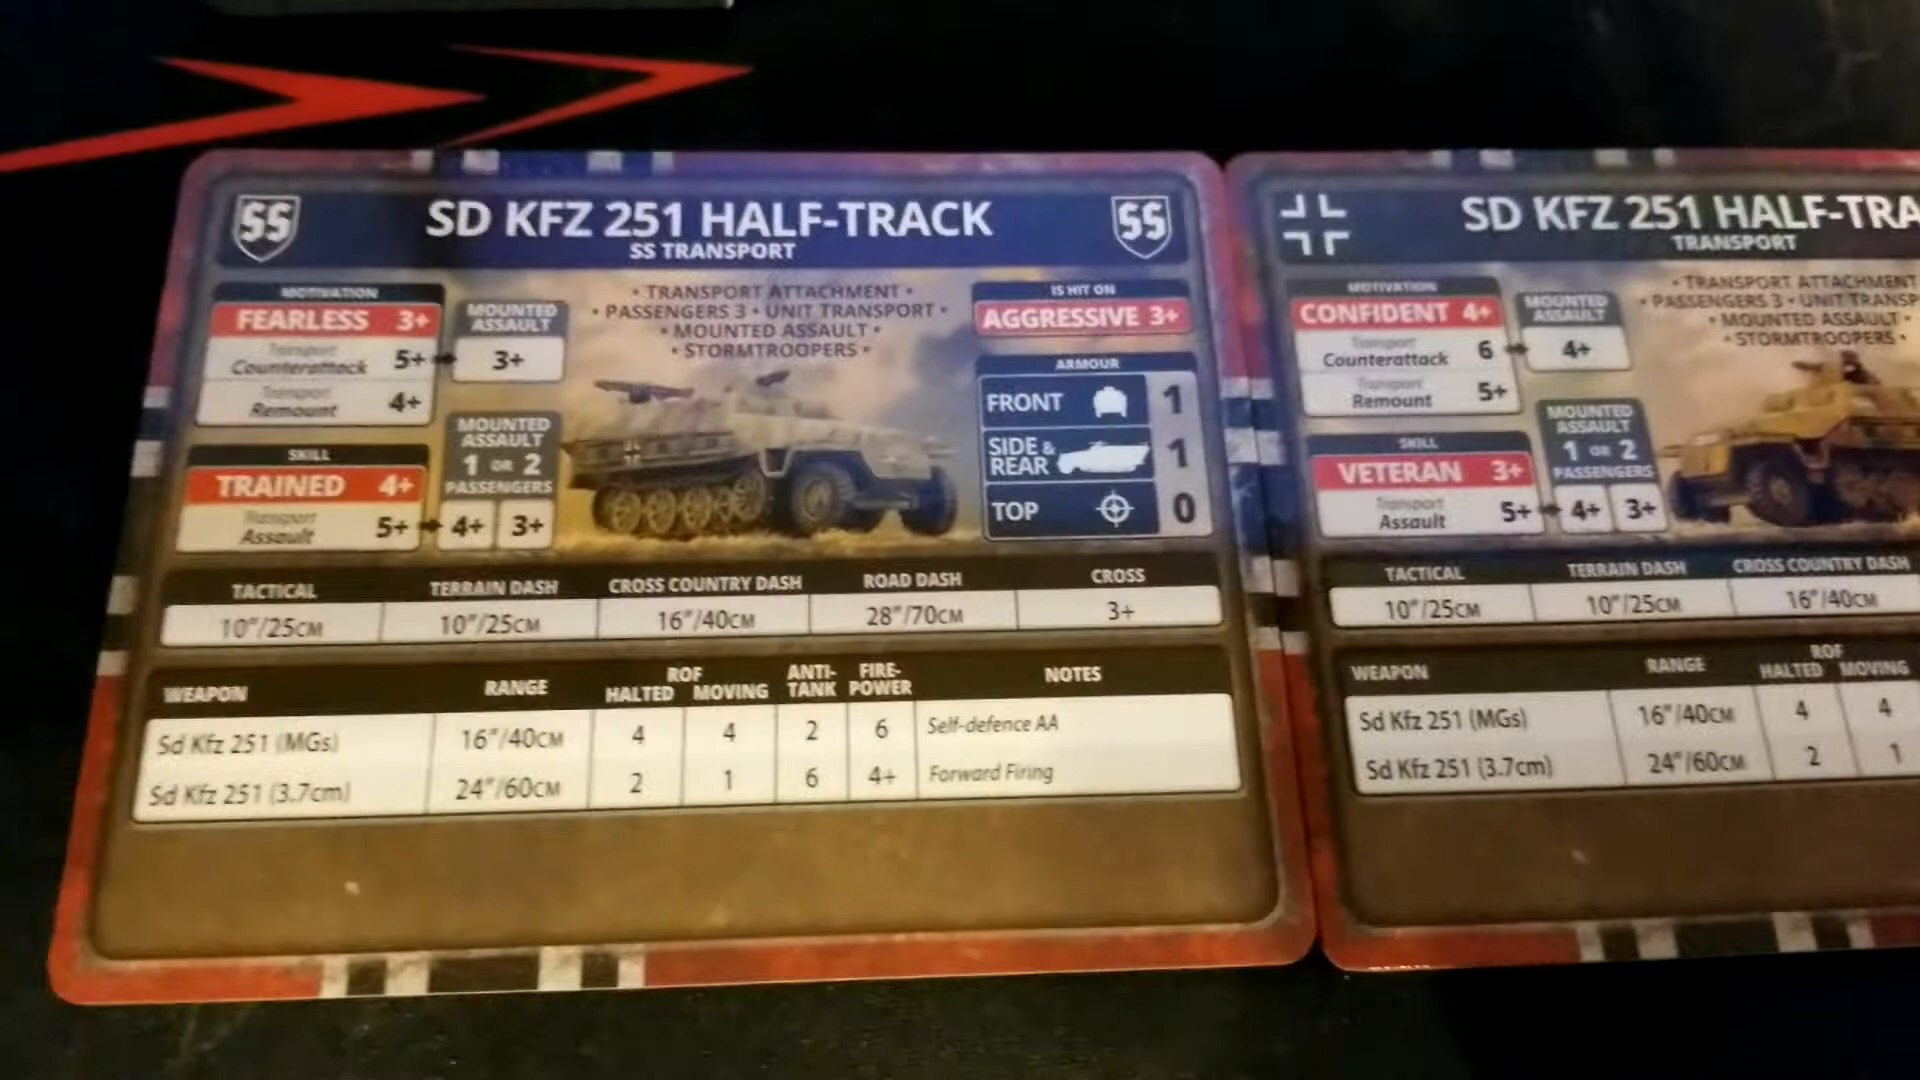 SS
SD KFZ 251 HALF-TRACK
SS
SS TRANSPORT
MOTIVATION
FEARLESS 3+
Transport
Counterattack 5+
Transport
Remount 4+
MOUNTED
ASSAULT
3+
SKILL
TRAINED 4+
Transport
Assault 5+
MOUNTED
ASSAULT
1 OR 2
PASSENGERS
4+ 3+
• TRANSPORT ATTACHMENT •
• PASSENGERS 3 • UNIT TRANSPORT •
• MOUNTED ASSAULT •
• STORMTROOPERS •
IS HIT ON
AGGRESSIVE 3+
ARMOUR
FRONT 1
SIDE &
REAR 1
TOP 0
TACTICAL TERRAIN DASH CROSS COUNTRY DASH ROAD DASH CROSS
10"/25CM 10"/25CM 16"/40CM 28"/70CM 3+
WEAPON RANGE ROF HALTED MOVING ANTI-TANK FIRE-POWER NOTES
Sd Kfz 251 (MGs) 16"/40CM 4 4 2 6 Self-defence AA
Sd Kfz 251 (3.7cm) 24"/60CM 2 1 6 4+ Forward Firing
SD KFZ 251 HALF-TRA
TRANSPORT
MOTIVATION
CONFIDENT 4+
Transport
Counterattack 6
Transport
Remount 5+
MOUNTED
ASSAULT
4+
SKILL
VETERAN 3+
Transport
Assault 5+
MOUNTED
ASSAULT
1 OR 2
PASSENGERS
4+ 3+
• TRANSPORT ATTACHMENT
• PASSENGERS 3 • UNIT TRANSP
• MOUNTED ASSAULT •
• STORMTROOPERS •
TACTICAL TERRAIN DASH CROSS COUNTRY DASH
10"/25CM 10"/25CM 16"/40CM
WEAPON RANGE ROF HALTED MOVING
Sd Kfz 251 (MGs) 16"/40CM 4 4
Sd Kfz 251 (3.7cm) 24"/60CM 2 1